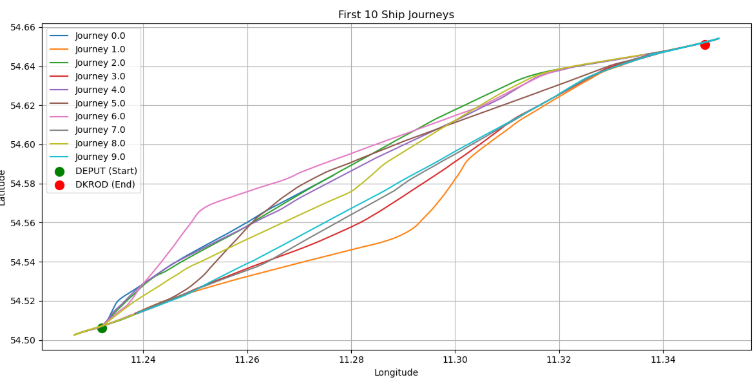 First 10 Ship Journeys
54.66
54.64
54.62
54.60
54.58
54.56
54.54
54.52
54.50
Latitude
Journey 0.0
Journey 1.0
Journey 2.0
Journey 3.0
Journey 4.0
Journey 5.0
Journey 6.0
Journey 7.0
Journey 8.0
Journey 9.0
DEPUT (Start)
DKROD (End)
11.24
11.26
11.28
11.30
11.32
11.34
Longitude